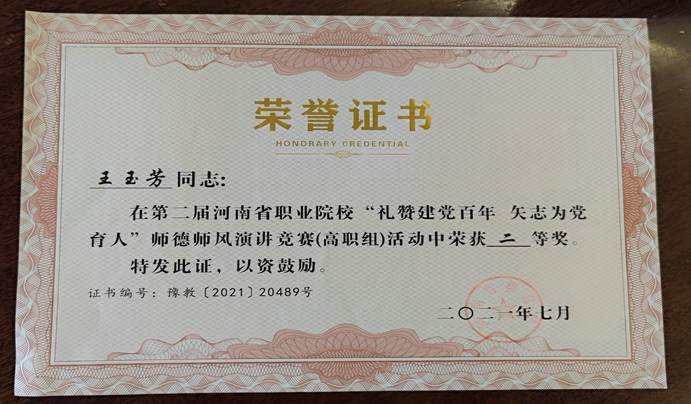 荣誉证书
HONORARY CREDENTIAL
王玉芳 同志:
在第二届河南省职业院校“礼赞建党百年 矢志为党
育人”师德师风演讲竞赛(高职组)活动中荣获 二 等奖。
特发此证，以资鼓励。
证书编号：豫教〔2021〕20489号
二〇二一年七月